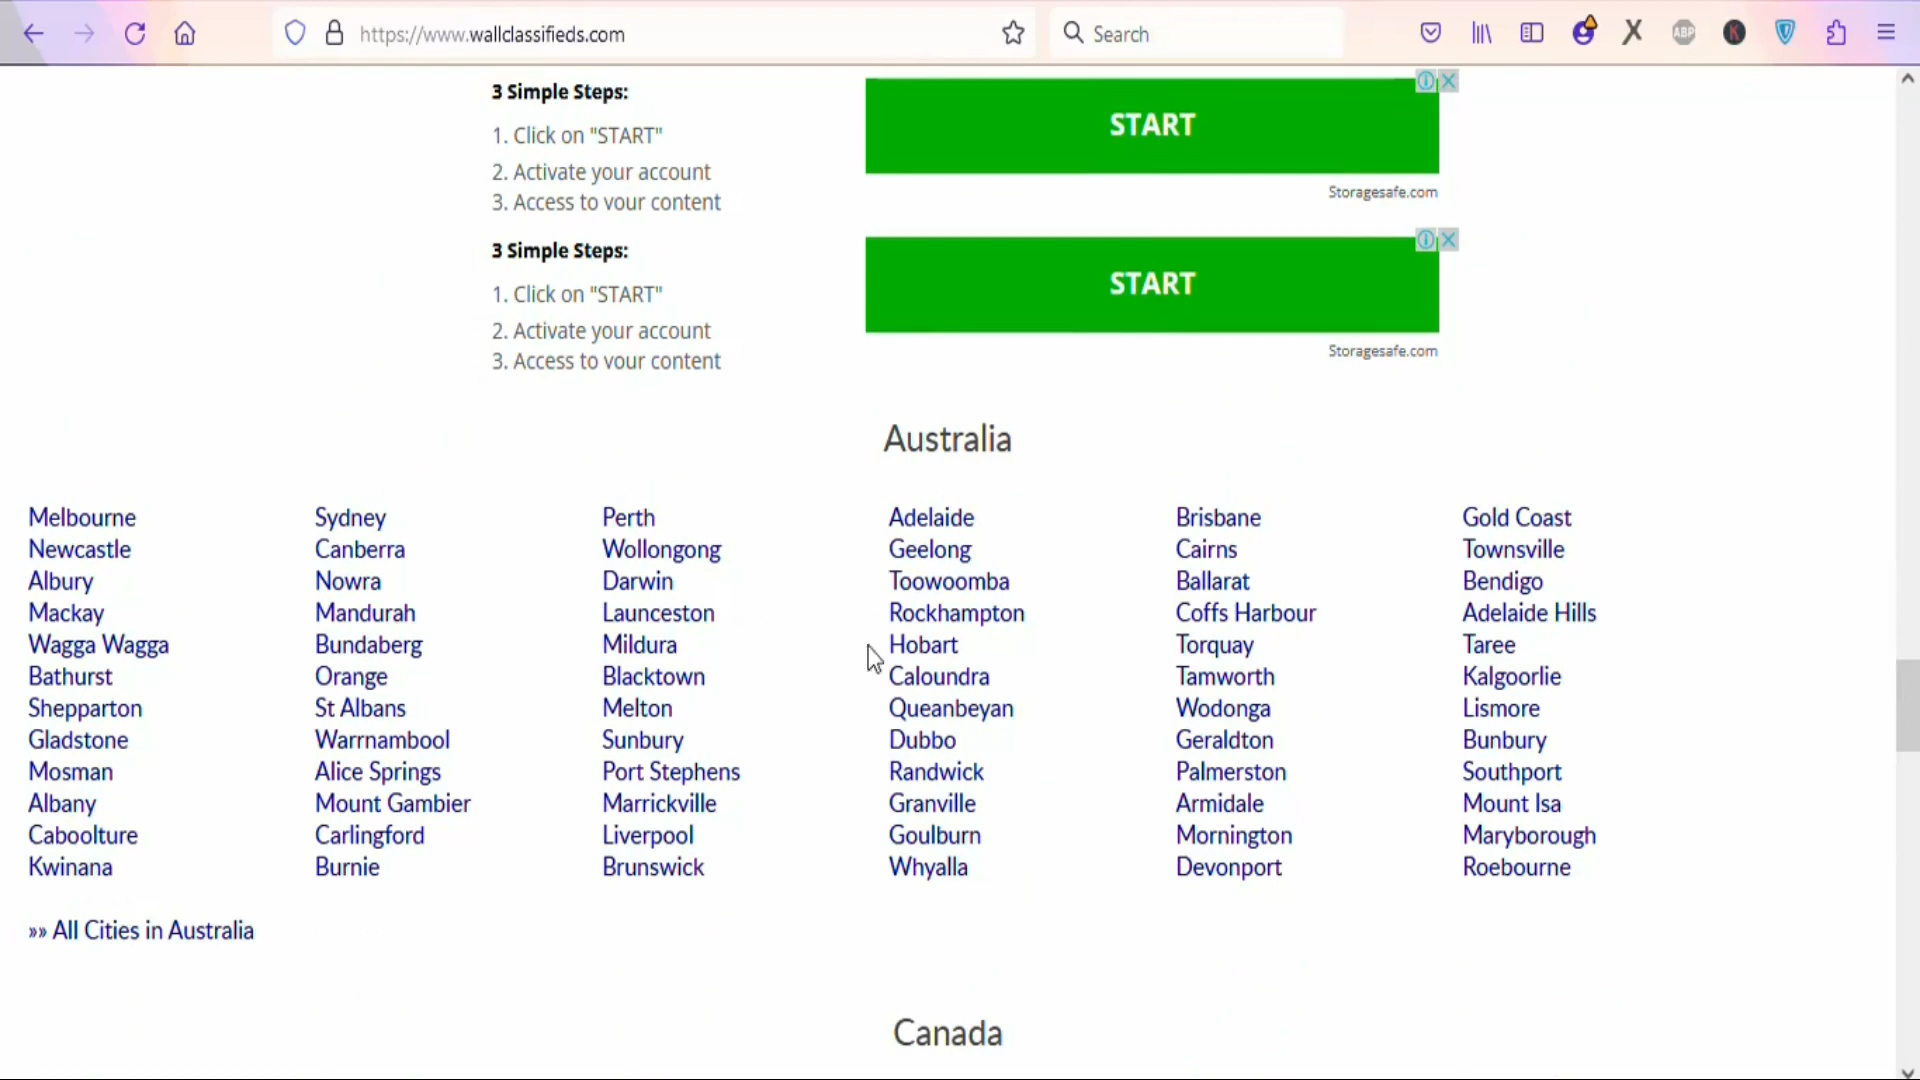 https://www.wallclassifieds.com
Search
ABP
K
3 Simple Steps:
1. Click on "START"
2. Activate your account
3. Access to your content
START
Storagesafe.com
3 Simple Steps:
1. Click on "START"
2. Activate your account
3. Access to your content
START
Storagesafe.com
Australia
Melbourne Sydney Perth Adelaide Brisbane Gold Coast
Newcastle Canberra Wollongong Geelong Cairns Townsville
Albury Nowra Darwin Toowoomba Ballarat Bendigo
Mackay Mandurah Launceston Rockhampton Coffs Harbour Adelaide Hills
Wagga Wagga Bundaberg Mildura Hobart Torquay Taree
Bathurst Orange Blacktown Caloundra Tamworth Kalgoorlie
Shepparton St Albans Melton Queanbeyan Wodonga Lismore
Gladstone Warrnambool Sunbury Dubbo Geraldton Bunbury
Mosman Alice Springs Port Stephens Randwick Palmerston Southport
Albany Mount Gambier Marrickville Granville Armidale Mount Isa
Caboolture Carlingford Liverpool Goulburn Mornington Maryborough
Kwinana Burnie Brunswick Whyalla Devonport Roebourne
»» All Cities in Australia
Canada